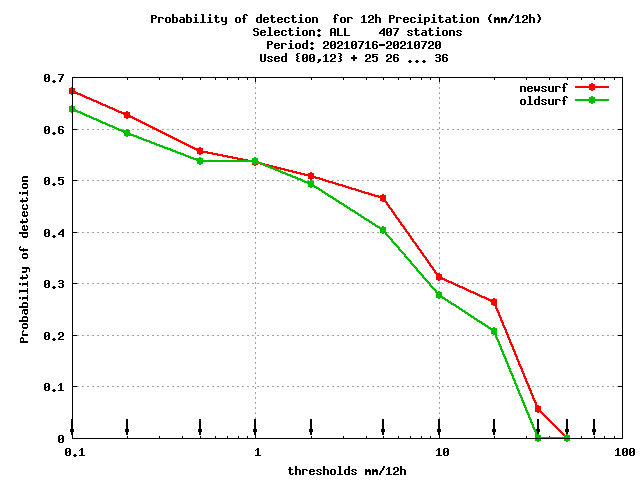 Probability of detection  for 12h Precipitation (mm/12h)
Selection: ALL    407 stations
Period: 20210716-20210720
Used {00,12} + 25 26 ... 36
newsurf
oldsurf
Probability of detection
0.7
0.6
0.5
0.4
0.3
0.2
0.1
0
0.1 1 10 100
thresholds mm/12h